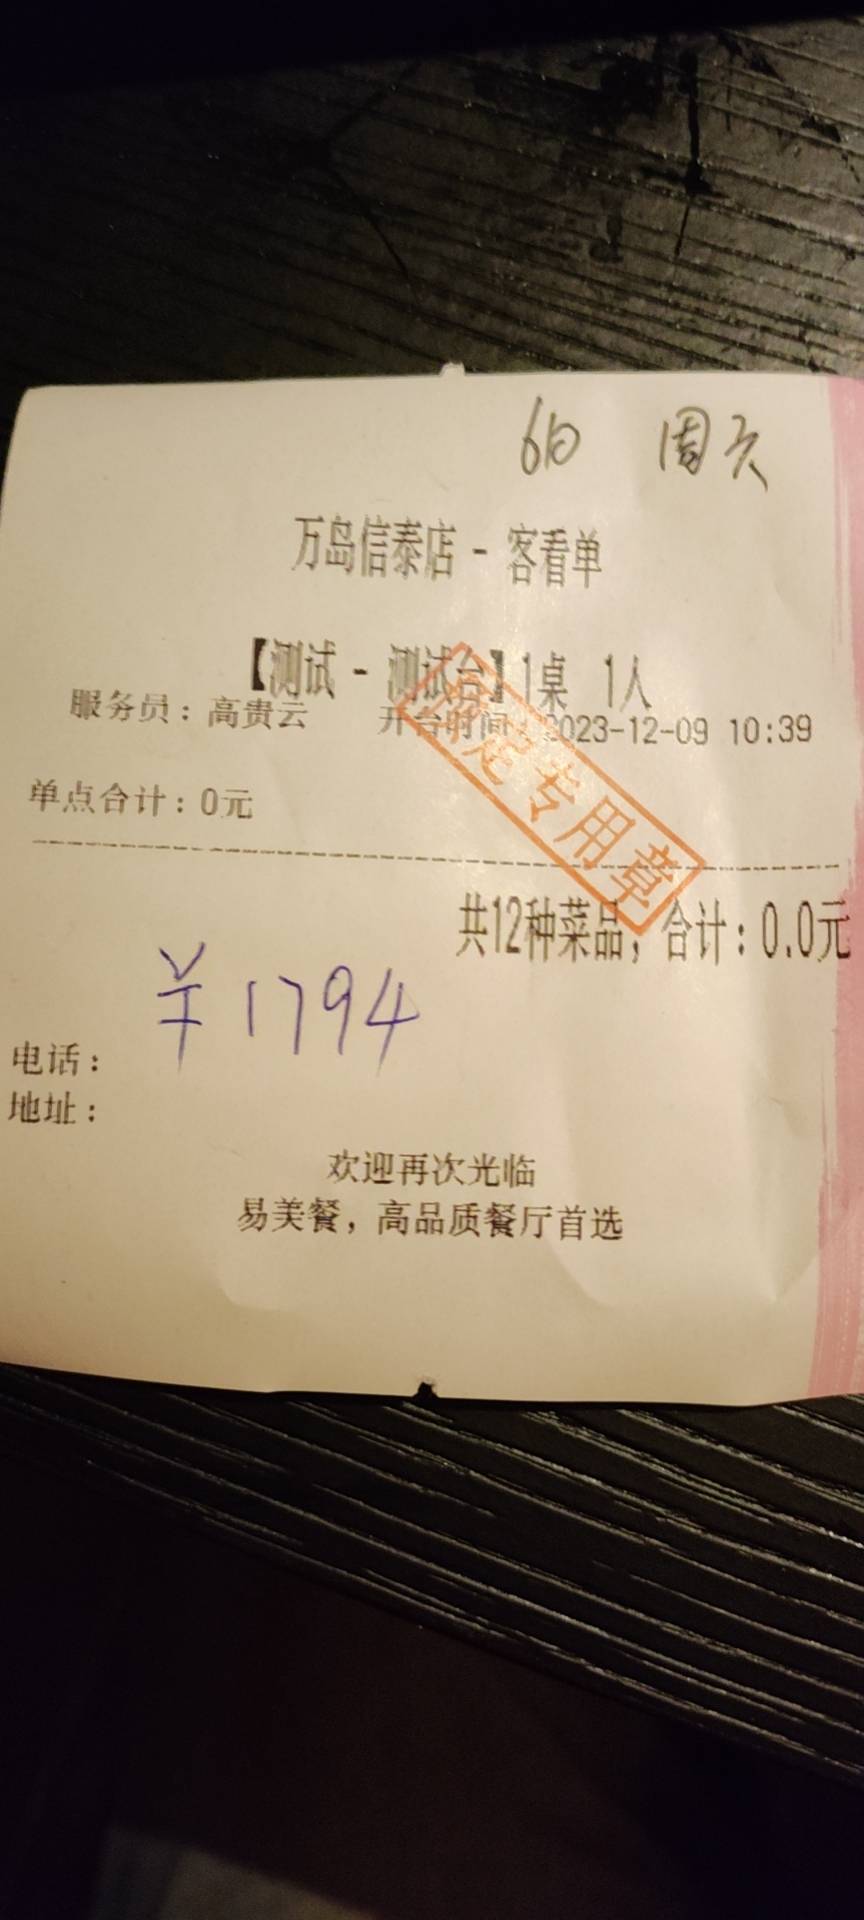 6日 周六
万岛信泰店 - 客看单
【测试 - 测试台】1桌 1人
服务员：高贵云 开台时间：2023-12-09 10:39
单点合计：0元
定专用章
共12种菜品，合计：0.0元
¥1794
电话：
地址：
欢迎再次光临
易美餐，高品质餐厅首选